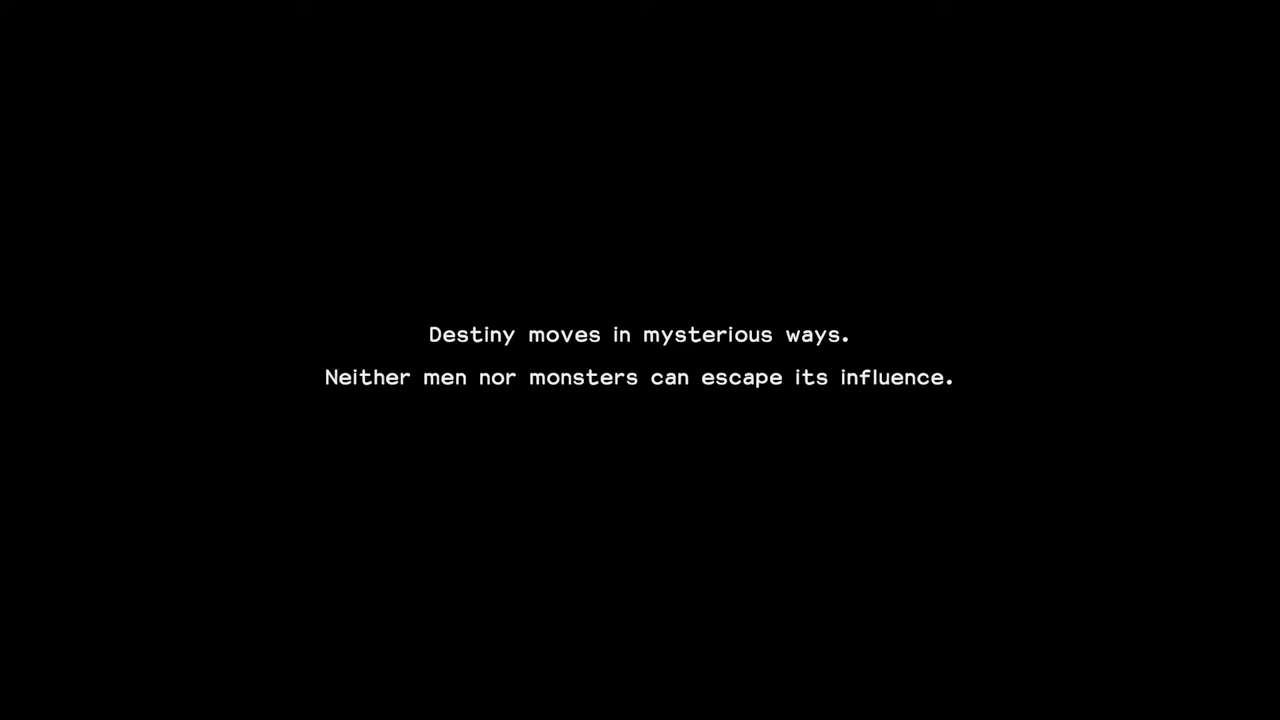 Destiny moves in mysterious ways.
Neither men nor monsters can escape its influence.